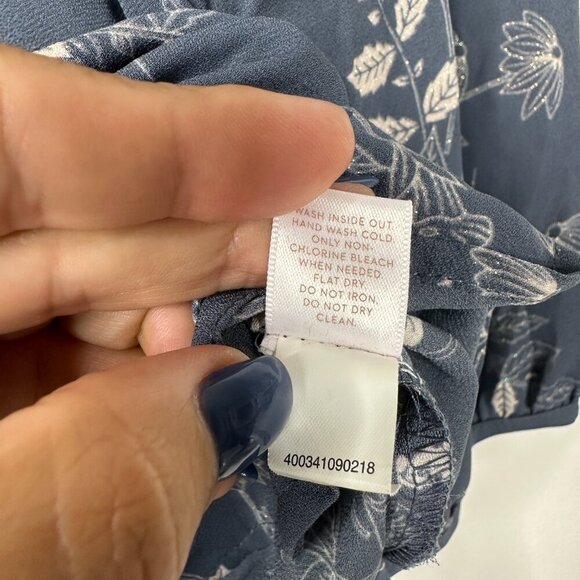 WASH INSIDE OUT.
HAND WASH COLD.
ONLY NON-
CHLORINE BLEACH
WHEN NEEDED.
FLAT DRY.
DO NOT IRON.
DO NOT DRY
CLEAN.
400341090218